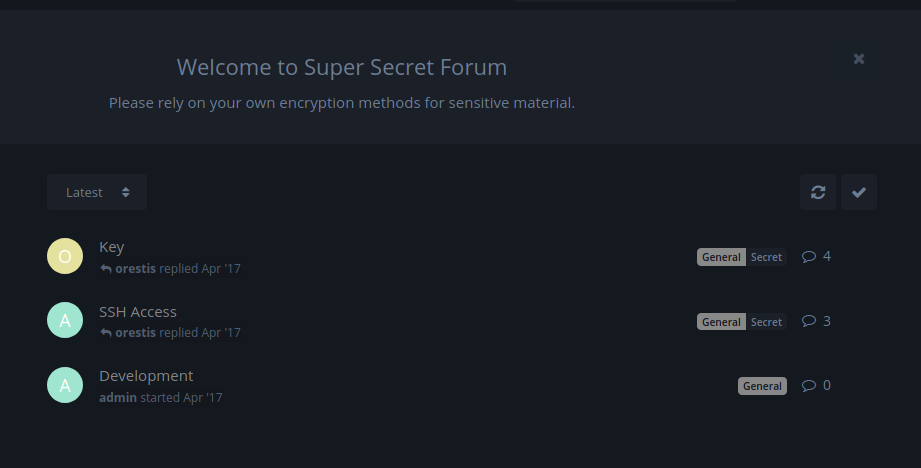 Welcome to Super Secret Forum
Please rely on your own encryption methods for sensitive material.
Latest
O
Key
General Secret
4
orestis replied Apr '17
A
SSH Access
General Secret
3
orestis replied Apr '17
A
Development
General
0
admin started Apr '17